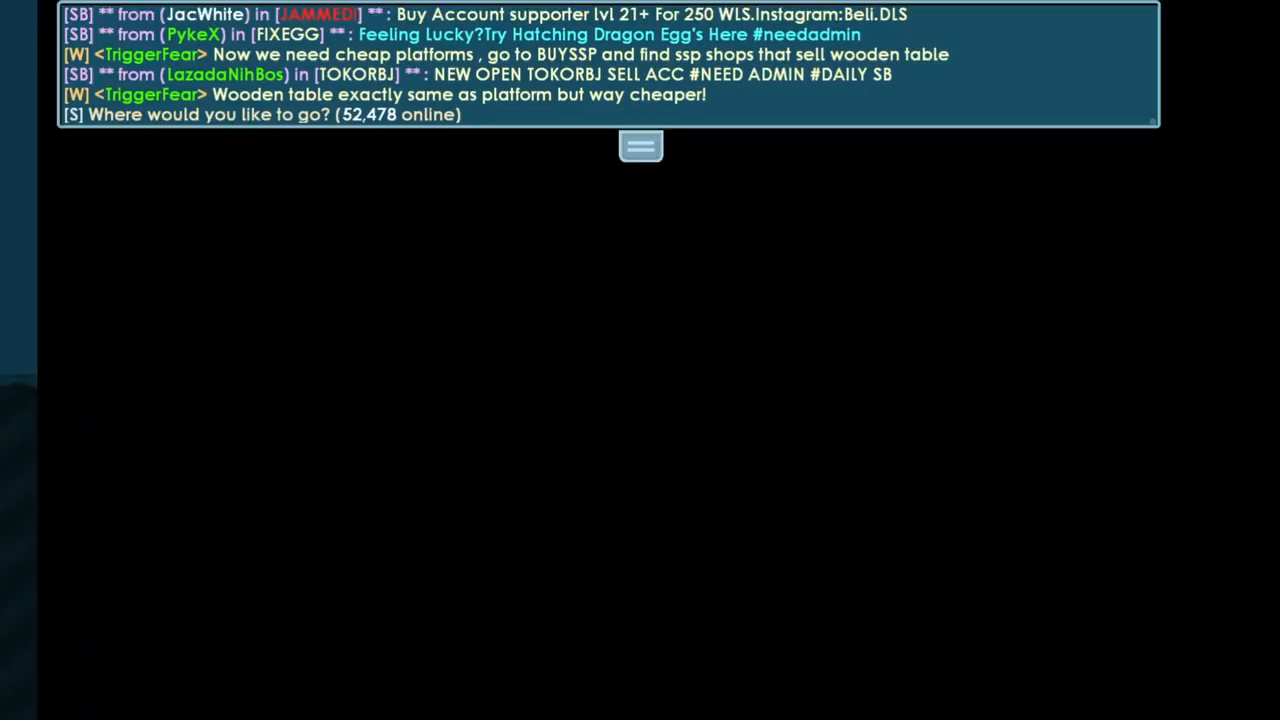 [SB] ** from (JacWhite) in [JAMMED!] ** : Buy Account supporter lvl 21+ For 250 WLS.Instagram:Beli.DLS
[SB] ** from (PykeX) in [FIXEGG] ** : Feeling Lucky?Try Hatching Dragon Egg's Here #needadmin
[W] <TriggerFear> Now we need cheap platforms , go to BUYSSP and find ssp shops that sell wooden table
[SB] ** from (LazadaNihBos) in [TOKORBJ] ** : NEW OPEN TOKORBJ SELL ACC #NEED ADMIN #DAILY SB
[W] <TriggerFear> Wooden table exactly same as platform but way cheaper!
[S] Where would you like to go? (52,478 online)